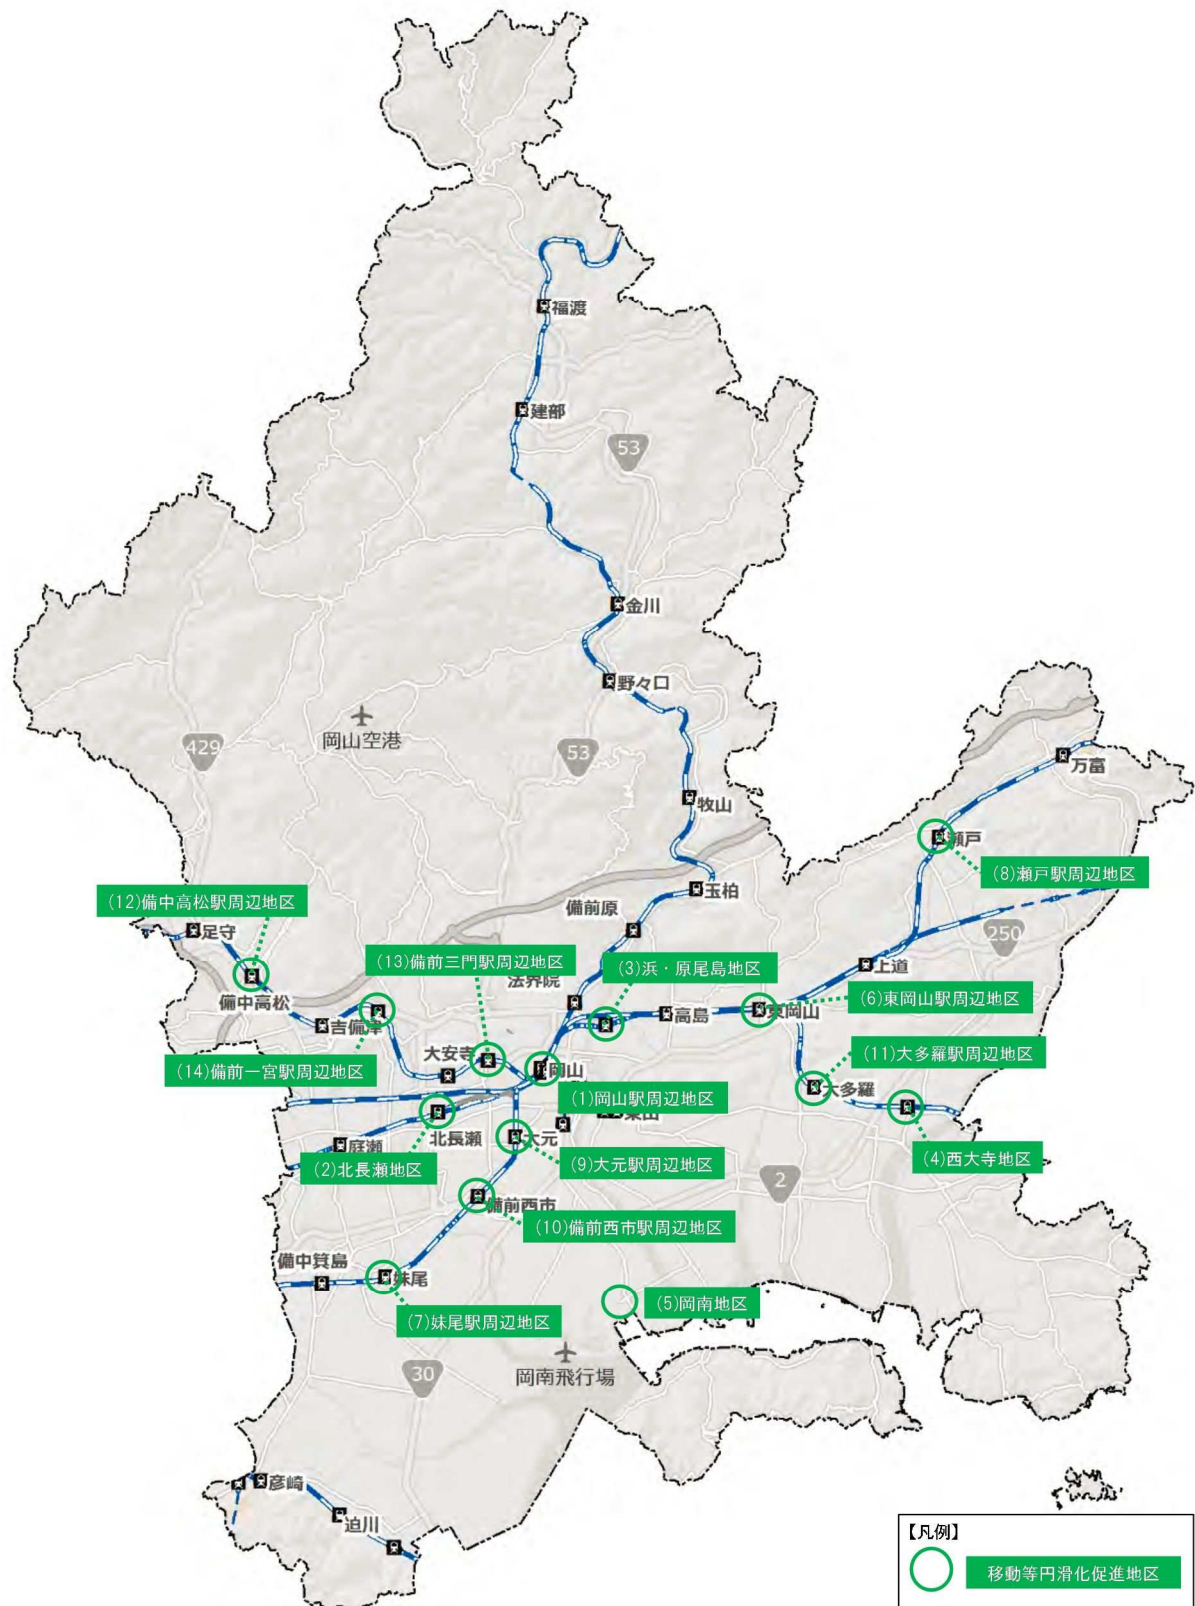 福渡
建部
53
金川
野々口
岡山空港
429
53
万富
牧山
瀬戸
(8)瀬戸駅周辺地区
玉柏
(12)備中高松駅周辺地区
備前原
足守
250
(13)備前三門駅周辺地区
(3)浜・原尾島地区
上道
法界院
備中高松
(6)東岡山駅周辺地区
高島
東岡山
吉備津
大安寺
(11)大多羅駅周辺地区
(14)備前一宮駅周辺地区
岡山
大多羅
(1)岡山駅周辺地区
東山
北長瀬
大元
庭瀬
(4)西大寺地区
(2)北長瀬地区
(9)大元駅周辺地区
2
備前西市
(10)備前西市駅周辺地区
備中箕島
妹尾
(5)岡南地区
(7)妹尾駅周辺地区
30
岡南飛行場
彦崎
迫川
【凡例】
移動等円滑化促進地区